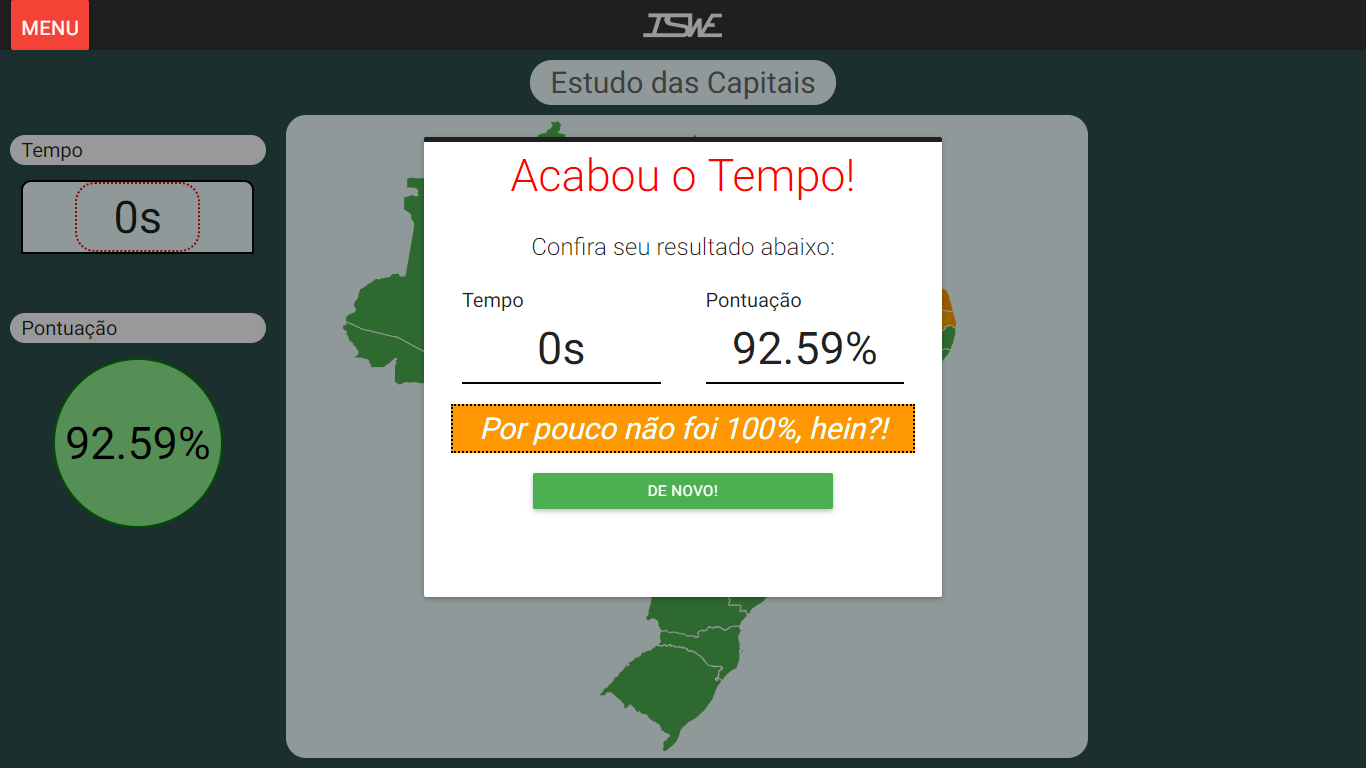 MENU
ISWE
Estudo das Capitais
Tempo
0s
Pontuação
92.59%
Acabou o Tempo!
Confira seu resultado abaixo:
Tempo
Pontuação
0s
92.59%
Por pouco não foi 100%, hein?!
DE NOVO!